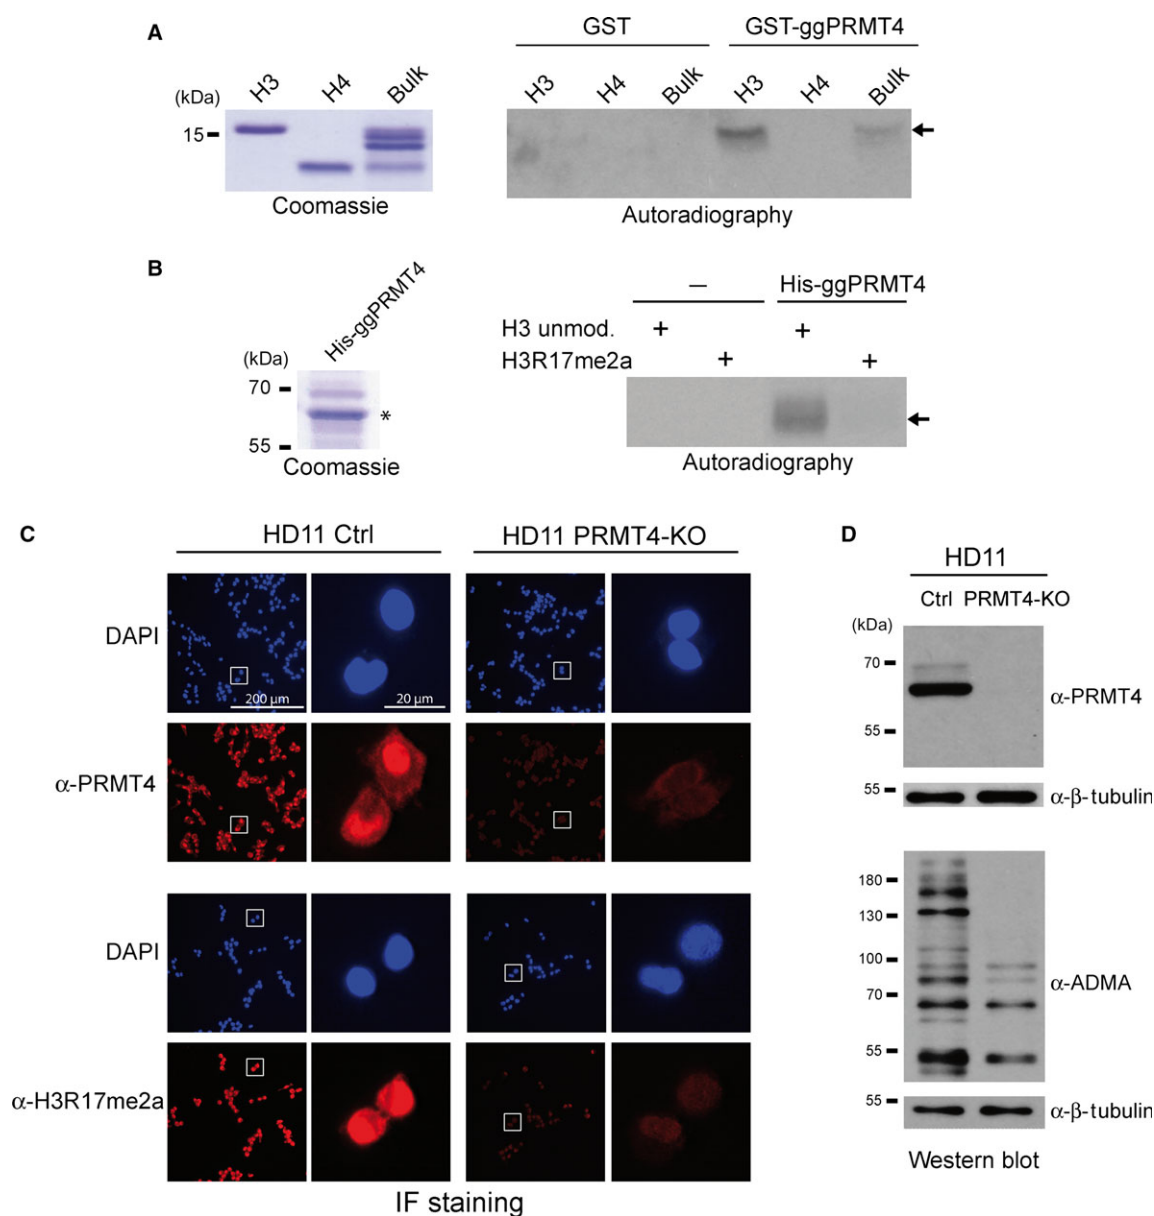 A
GST
GST-ggPRMT4
(kDa)
H3
H4
Bulk
H3
H4
Bulk
H3
H4
Bulk
15
Coomassie
Autoradiography
B
His-ggPRMT4
(kDa)
70
*
55
Coomassie
— His-ggPRMT4
H3 unmod. + +
H3R17me2a + +
Autoradiography
C
HD11 Ctrl
HD11 PRMT4-KO
DAPI
200 µm
20 µm
α-PRMT4
DAPI
α-H3R17me2a
IF staining
D
HD11
Ctrl PRMT4-KO
(kDa)
70
α-PRMT4
55
55
α-β-tubulin
180
130
100
α-ADMA
70
55
55
α-β-tubulin
Western blot